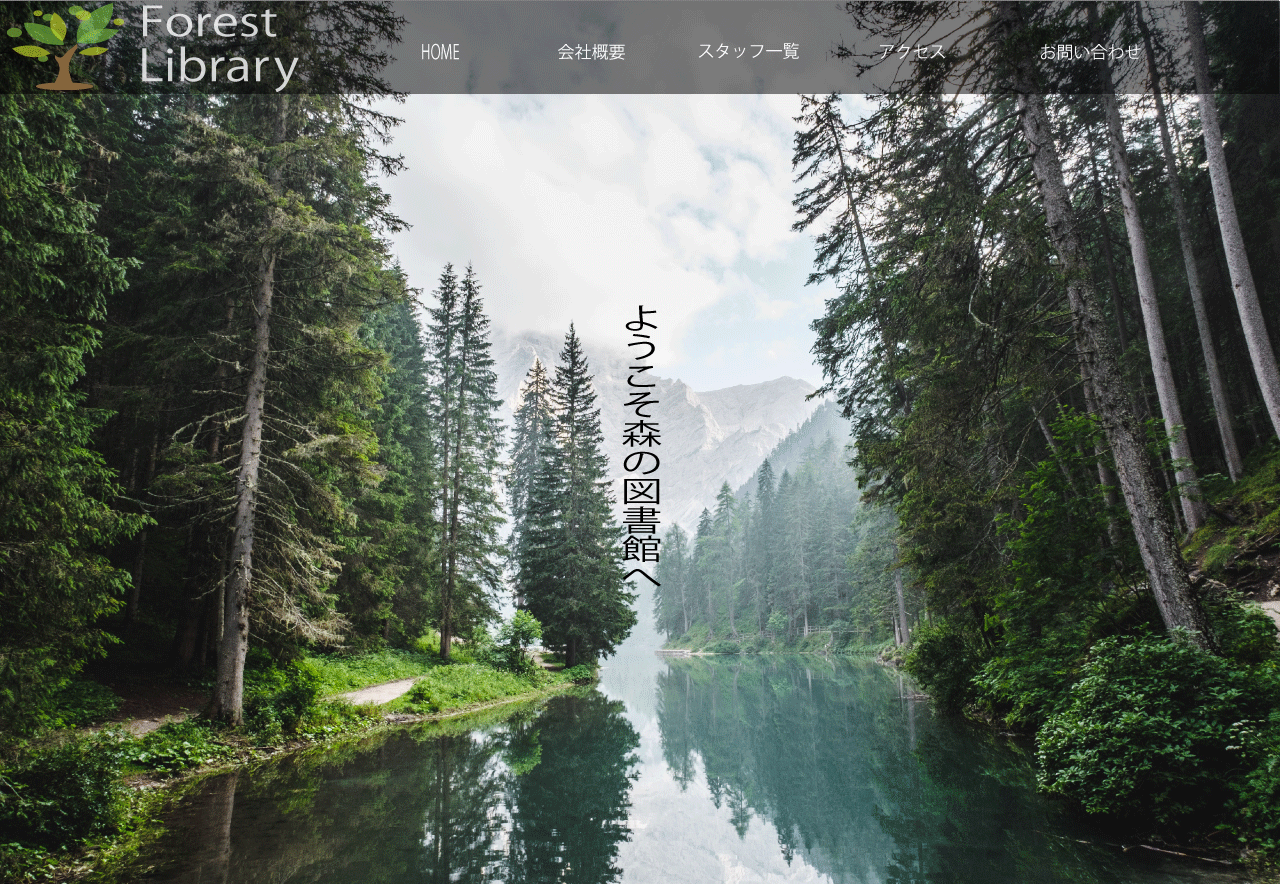 Forest
Library
HOME
会社概要
スタッフ一覧
アクセス
お問い合わせ
ようこそ森の図書館へ